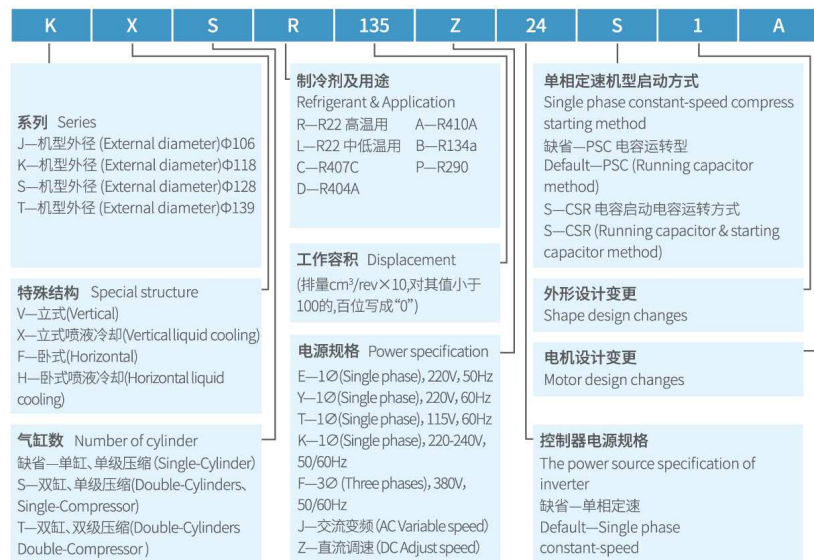 K X S R 135 Z 24 S 1 A
系列 Series
J—机型外径 (External diameter)Φ106
K—机型外径 (External diameter)Φ118
S—机型外径 (External diameter)Φ128
T—机型外径 (External diameter)Φ139
特殊结构 Special structure
V—立式(Vertical)
X—立式喷液冷却(Verticalliquid cooling)
F—卧式(Horizontal)
H—卧式喷液冷却(Horizontal liquid
cooling)
气缸数 Number of cylinder
缺省—单缸、单级压缩(Single-Cylinder)
S—双缸、单级压缩(Double-Cylinders、
Single-Compressor)
T—双缸、双级压缩(Double-Cylinders
Double-Compressor )
制冷剂及用途
Refrigerant & Application
R—R22 高温用 A—R410A
L—R22 中低温用 B—R134a
C—R407C P—R290
D—R404A
工作容积 Displacement
(排量cm³/rev×10,对其值小于
100的,百位写成“0”)
电源规格 Power specification
E—1∅(Single phase), 220V, 50Hz
Y—1∅(Single phase), 220V, 60Hz
T—1∅(Single phase), 115V, 60Hz
K—1∅(Single phase), 220-240V,
50/60Hz
F—3∅ (Three phases), 380V,
50/60Hz
J—交流变频 (AC Variable speed)
Z—直流调速 (DC Adjust speed)
单相定速机型启动方式
Single phase constant-speed compress
starting method
缺省—PSC 电容运转型
Default—PSC (Running capacitor
method)
S—CSR 电容启动电容运转方式
S—CSR (Running capacitor & starting
capacitor method)
外形设计变更
Shape design changes
电机设计变更
Motor design changes
控制器电源规格
The power source specification of
inverter
缺省—单相定速
Default—Single phase
constant-speed